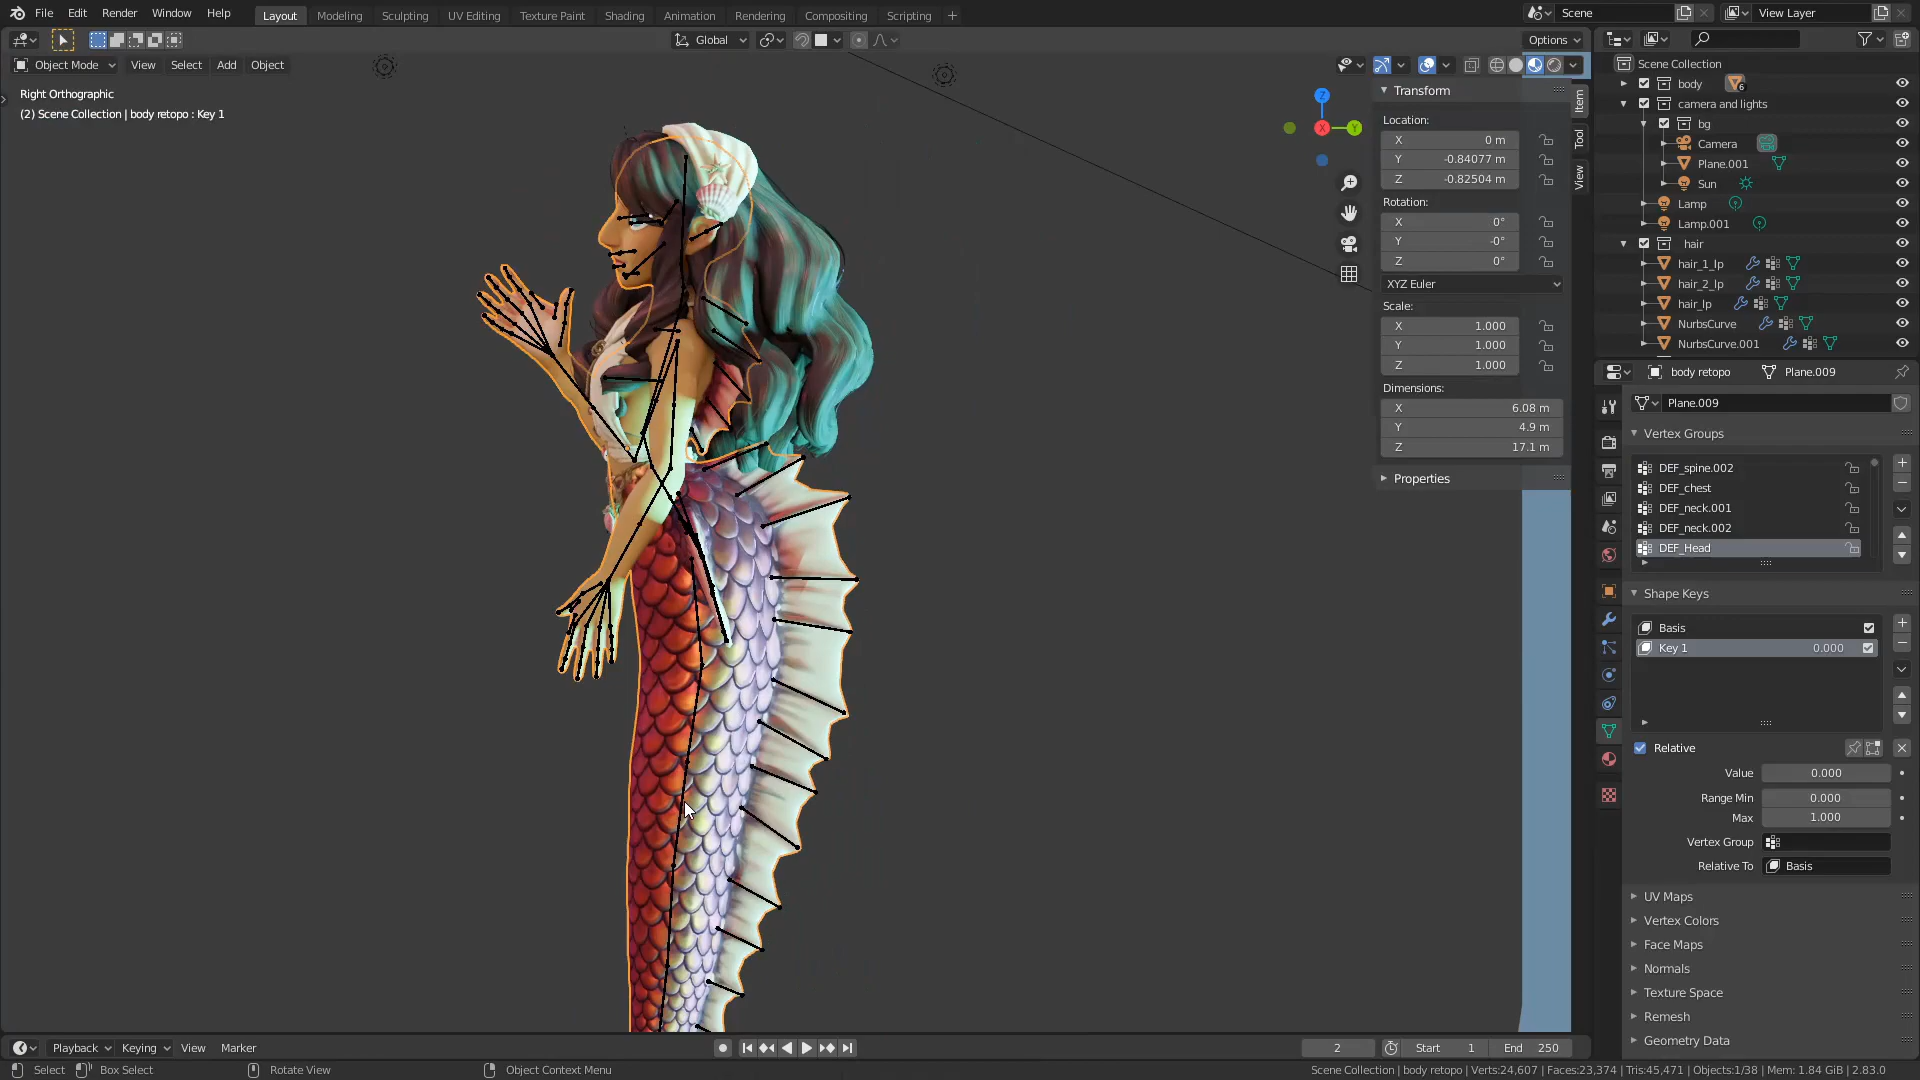 File Edit Render Window Help Layout Modeling Sculpting UV Editing Texture Paint Shading Animation Rendering Compositing Scripting + Scene View Layer
Global Options
Object Mode View Select Add Object
Right Orthographic
(2) Scene Collection | body retopo : Key 1
Z
Y
X
Transform
Location:
X 0 m
Y -0.84077 m
Z -0.82504 m
Rotation:
X 0°
Y -0°
Z 0°
XYZ Euler
Scale:
X 1.000
Y 1.000
Z 1.000
Dimensions:
X 6.08 m
Y 4.9 m
Z 17.1 m
Properties
Item
Tool
View
Scene Collection
body 6
camera and lights
bg
Camera
Plane.001
Sun
Lamp
Lamp.001
hair
hair_1_lp
hair_2_lp
hair_lp
NurbsCurve
NurbsCurve.001
body retopo Plane.009
Plane.009
Vertex Groups
DEF_spine.002
DEF_chest
DEF_neck.001
DEF_neck.002
DEF_Head
Shape Keys
Basis
Key 1 0.000
Relative
Value 0.000
Range Min 0.000
Max 1.000
Vertex Group
Relative To Basis
UV Maps
Vertex Colors
Face Maps
Normals
Texture Space
Remesh
Geometry Data
Playback Keying View Marker 2 Start 1 End 250
Select Box Select Rotate View Object Context Menu Scene Collection | body retopo | Verts:24,607 | Faces:23,374 | Tris:45,471 | Objects:1/38 | Mem: 1.84 GiB | 2.83.0